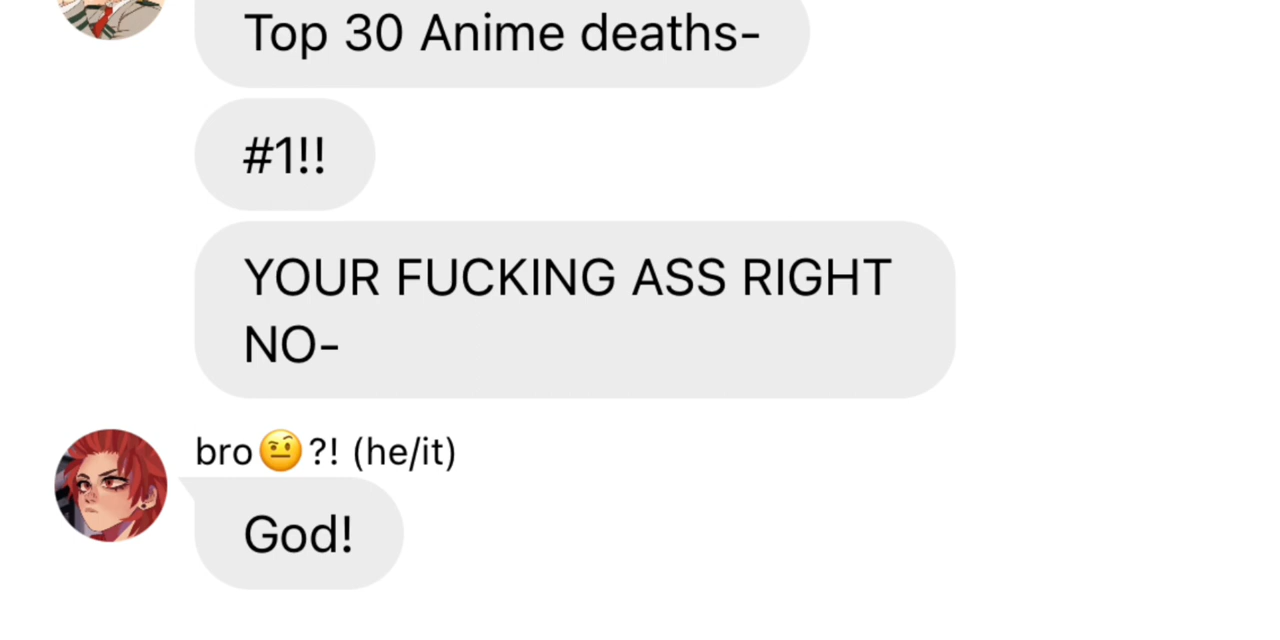 Top 30 Anime deaths-
#1!!
YOUR FUCKING ASS RIGHT
NO-
bro🤨?! (he/it)
God!